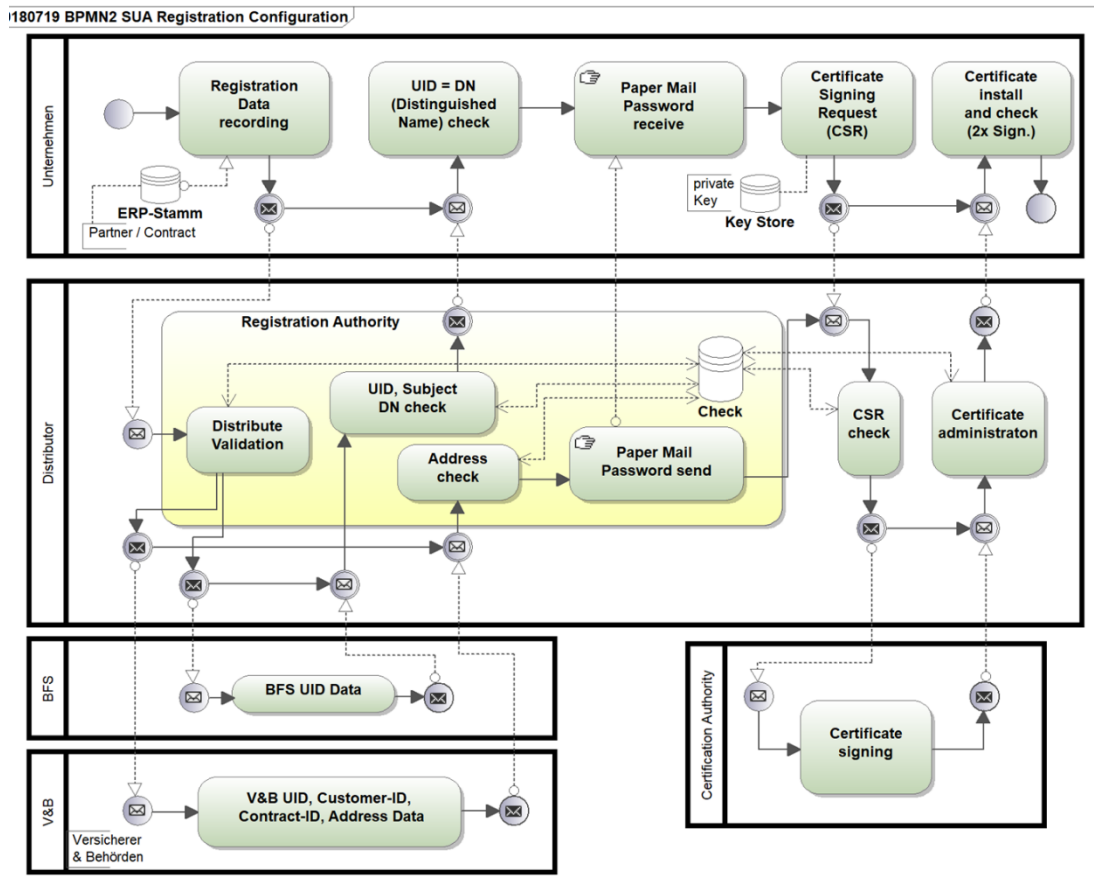 0180719 BPMN2 SUA Registration Configuration
Unternehmen
Registration
Data
recording
UID = DN
(Distinguished
Name) check
Paper Mail
Password
receive
Certificate
Signing
Request
(CSR)
Certificate
install
and check
(2x Sign.)
ERP-Stamm
Partner / Contract
private
Key
Key Store
Distributor
Registration Authority
UID, Subject
DN check
Check
Distribute
Validation
Address
check
Paper Mail
Password send
CSR
check
Certificate
administraton
BFS
BFS UID Data
V&B
V&B UID, Customer-ID,
Contract-ID, Address Data
Versicherer
& Behörden
Certification Authority
Certificate
signing